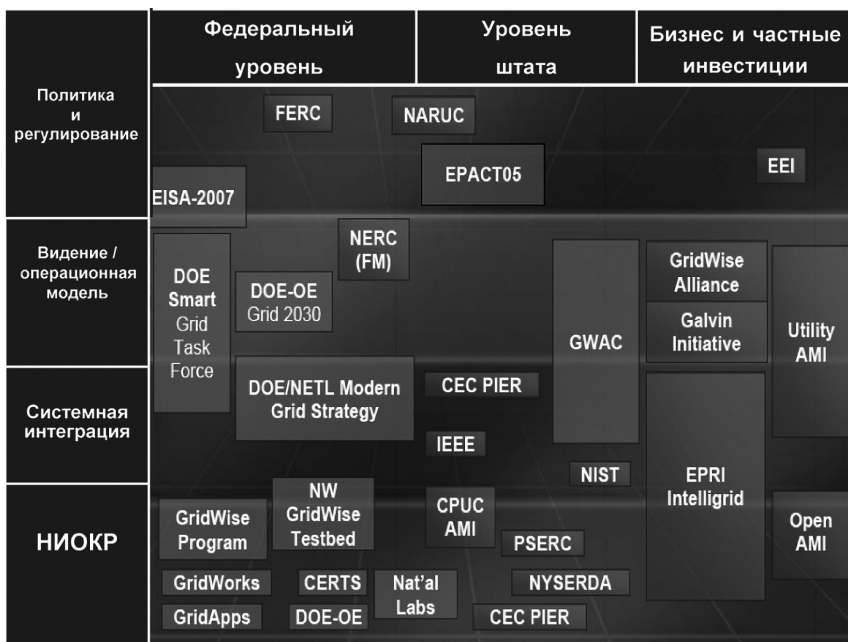 Федеральный
уровень
Уровень
штата
Бизнес и частные
инвестиции
Политика
и
регулирование
FERC
NARUC
EPACT05
EEI
EISA-2007
Видение /
операционная
модель
DOE
Smart
Grid
Task
Force
DOE-OE
Grid 2030
NERC
(FM)
GWAC
GridWise
Alliance
Galvin
Initiative
Utility
AMI
Системная
интеграция
DOE/NETL Modern
Grid Strategy
CEC PIER
IEEE
NIST
EPRI
Intelligrid
НИОКР
GridWise
Program
NW
GridWise
Testbed
CPUC
AMI
PSERC
Open
AMI
GridWorks
CERTS
Nat'al
Labs
NYSERDA
GridApps
DOE-OE
CEC PIER